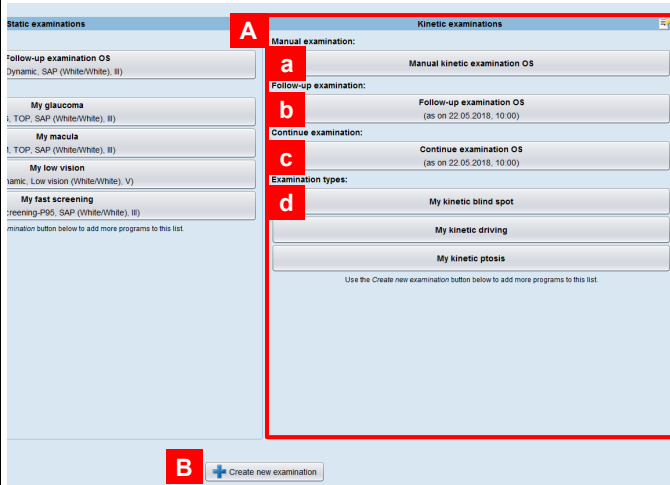 Static examinations
Follow-up examination OS
Dynamic, SAP (White/White), III)
My glaucoma
, TOP, SAP (White/White), III)
My macula
, TOP, SAP (White/White), III)
My low vision
namic, Low vision (White/White), V)
My fast screening
creening-P95, SAP (White/White), III)
mination button below to add more programs to this list.
A
Kinetic examinations
Manual examination:
a
Manual kinetic examination OS
Follow-up examination:
b
Follow-up examination OS
(as on 22.05.2018, 10:00)
Continue examination:
c
Continue examination OS
(as on 22.05.2018, 10:00)
Examination types:
d
My kinetic blind spot
My kinetic driving
My kinetic ptosis
Use the Create new examination button below to add more programs to this list.
B
Create new examination